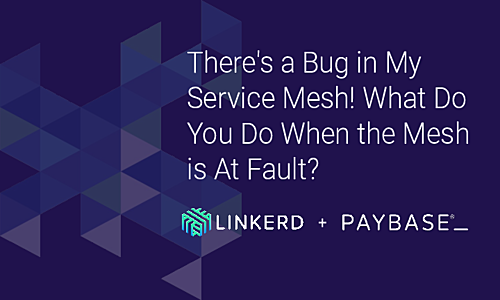 There's a Bug in My
Service Mesh! What Do
You Do When the Mesh
is At Fault?
LINKERD + PAYBASE®_